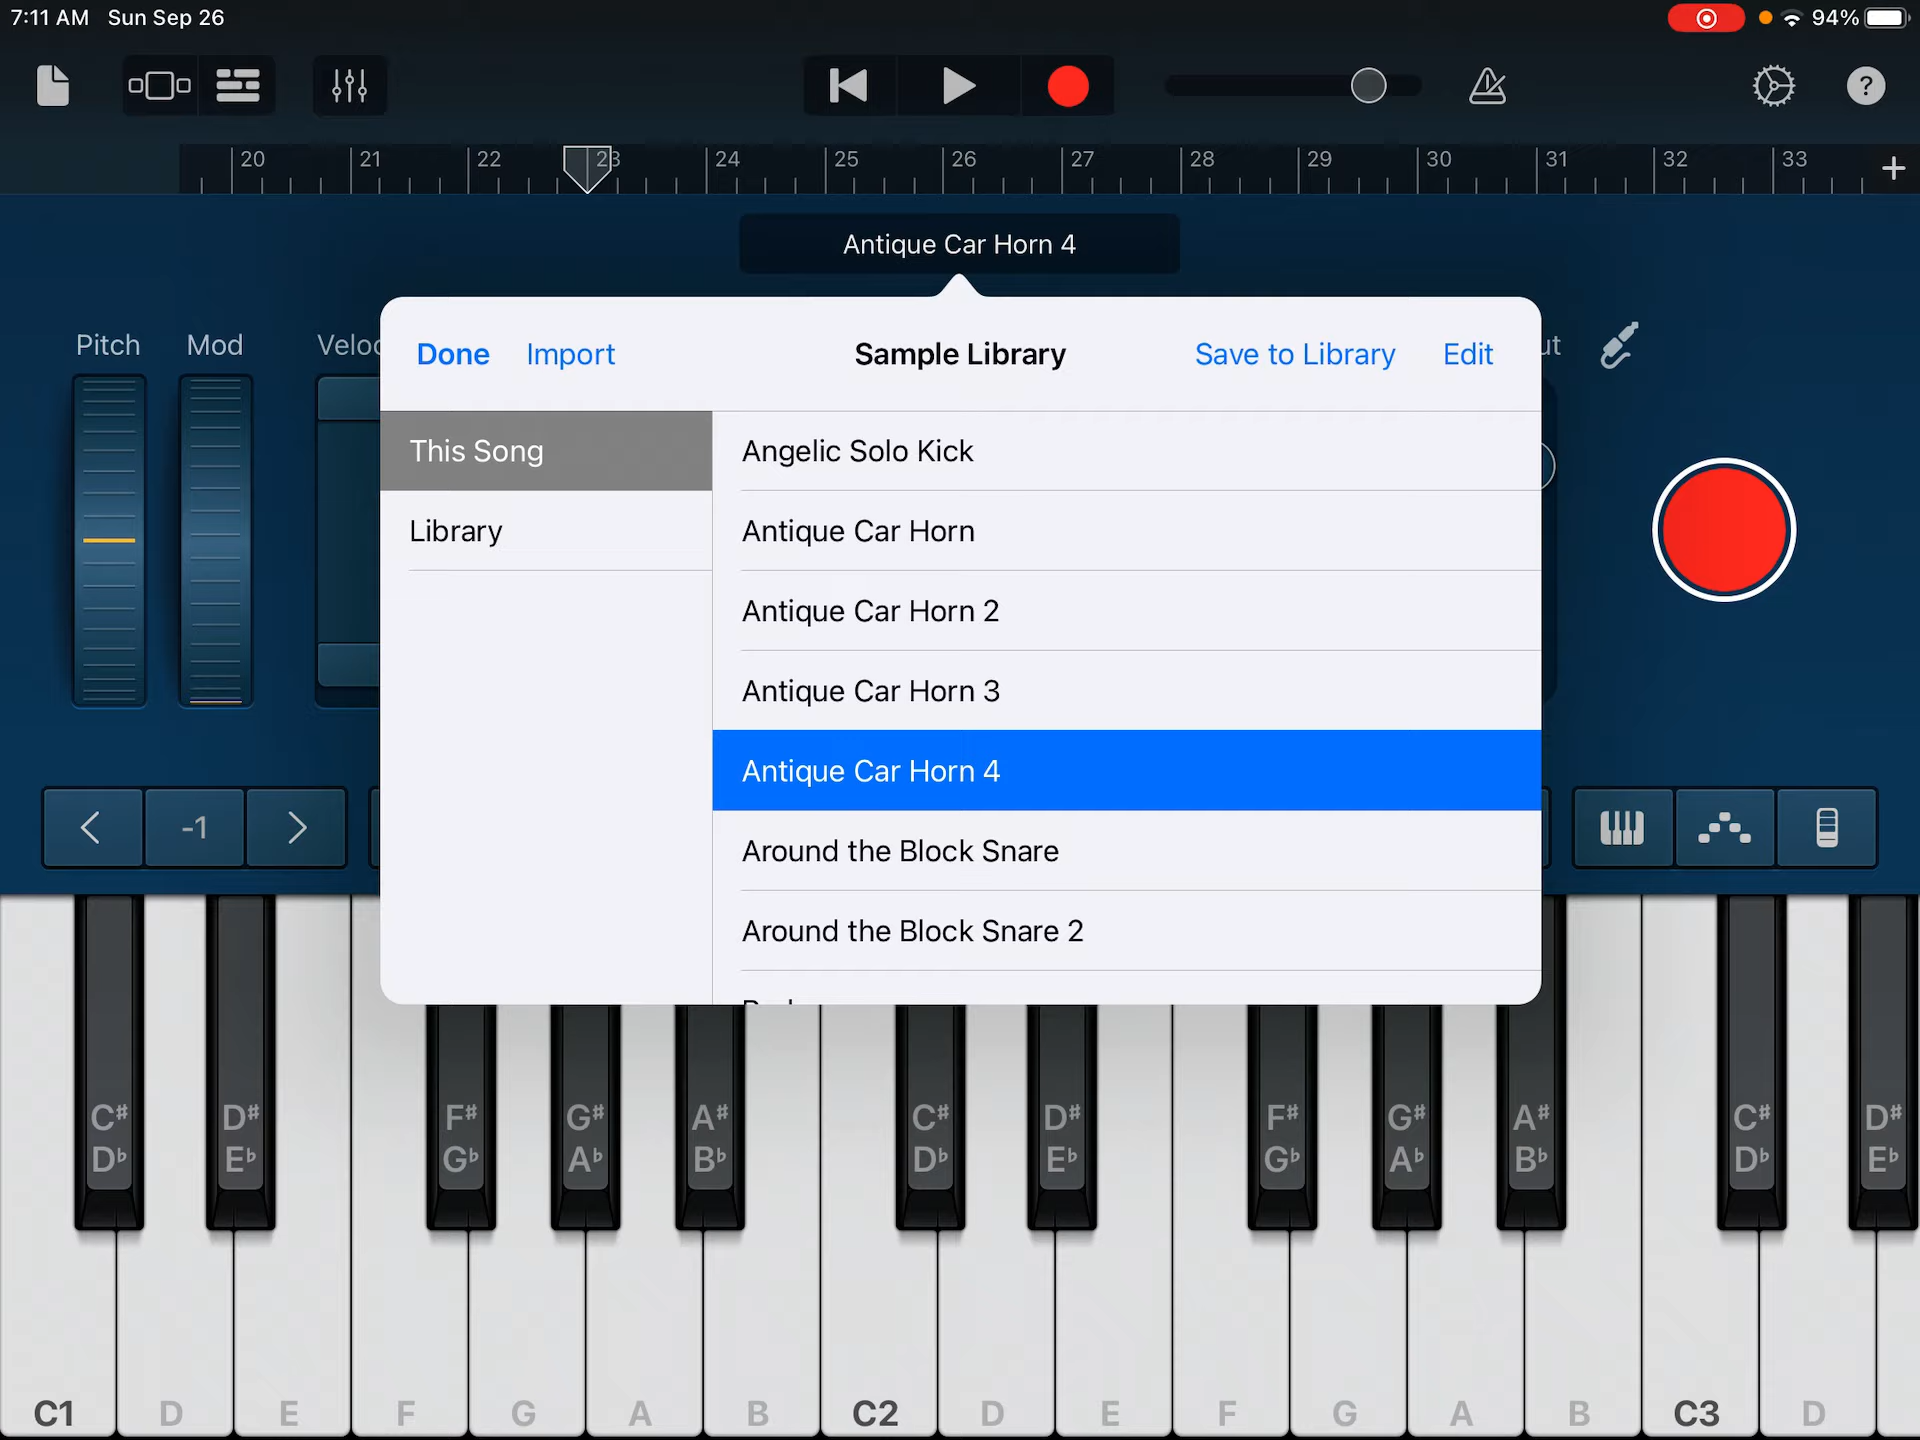 7:11 AM Sun Sep 26 94%
?
20 21 22 23 24 25 26 27 28 29 30 31 32 33 +
Antique Car Horn 4
Done Import Sample Library Save to Library Edit
Pitch Mod Veloc ut
This Song
Library
Angelic Solo Kick
Antique Car Horn
Antique Car Horn 2
Antique Car Horn 3
Antique Car Horn 4
Around the Block Snare
Around the Block Snare 2
-1
C# D# F# G# A# C# D# F# G# A# C# D#
D♭ E♭ G♭ A♭ B♭ D♭ E♭ G♭ A♭ B♭ D♭ E♭
C1 D E F G A B C2 D E F G A B C3 D